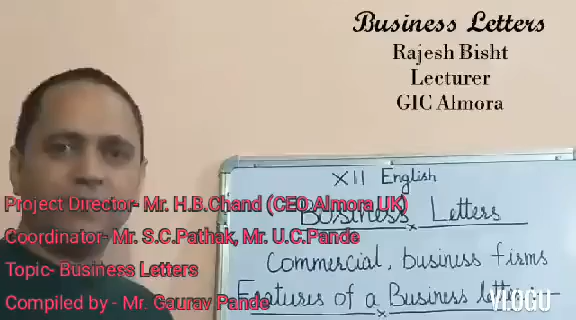 Business Letters
Rajesh Bisht
Lecturer
GIC Almora
XII English
Project Director- Mr. H.B.Chand (CEO,Almora,UK)
Business Letters
Coordinator- Mr. S.C.Pathak, Mr. U.C.Pande
Commercial, business firms
Topic- Business Letters
Features of a Business letter:-
Compiled by - Mr. Gaurav Pande
VLOGU